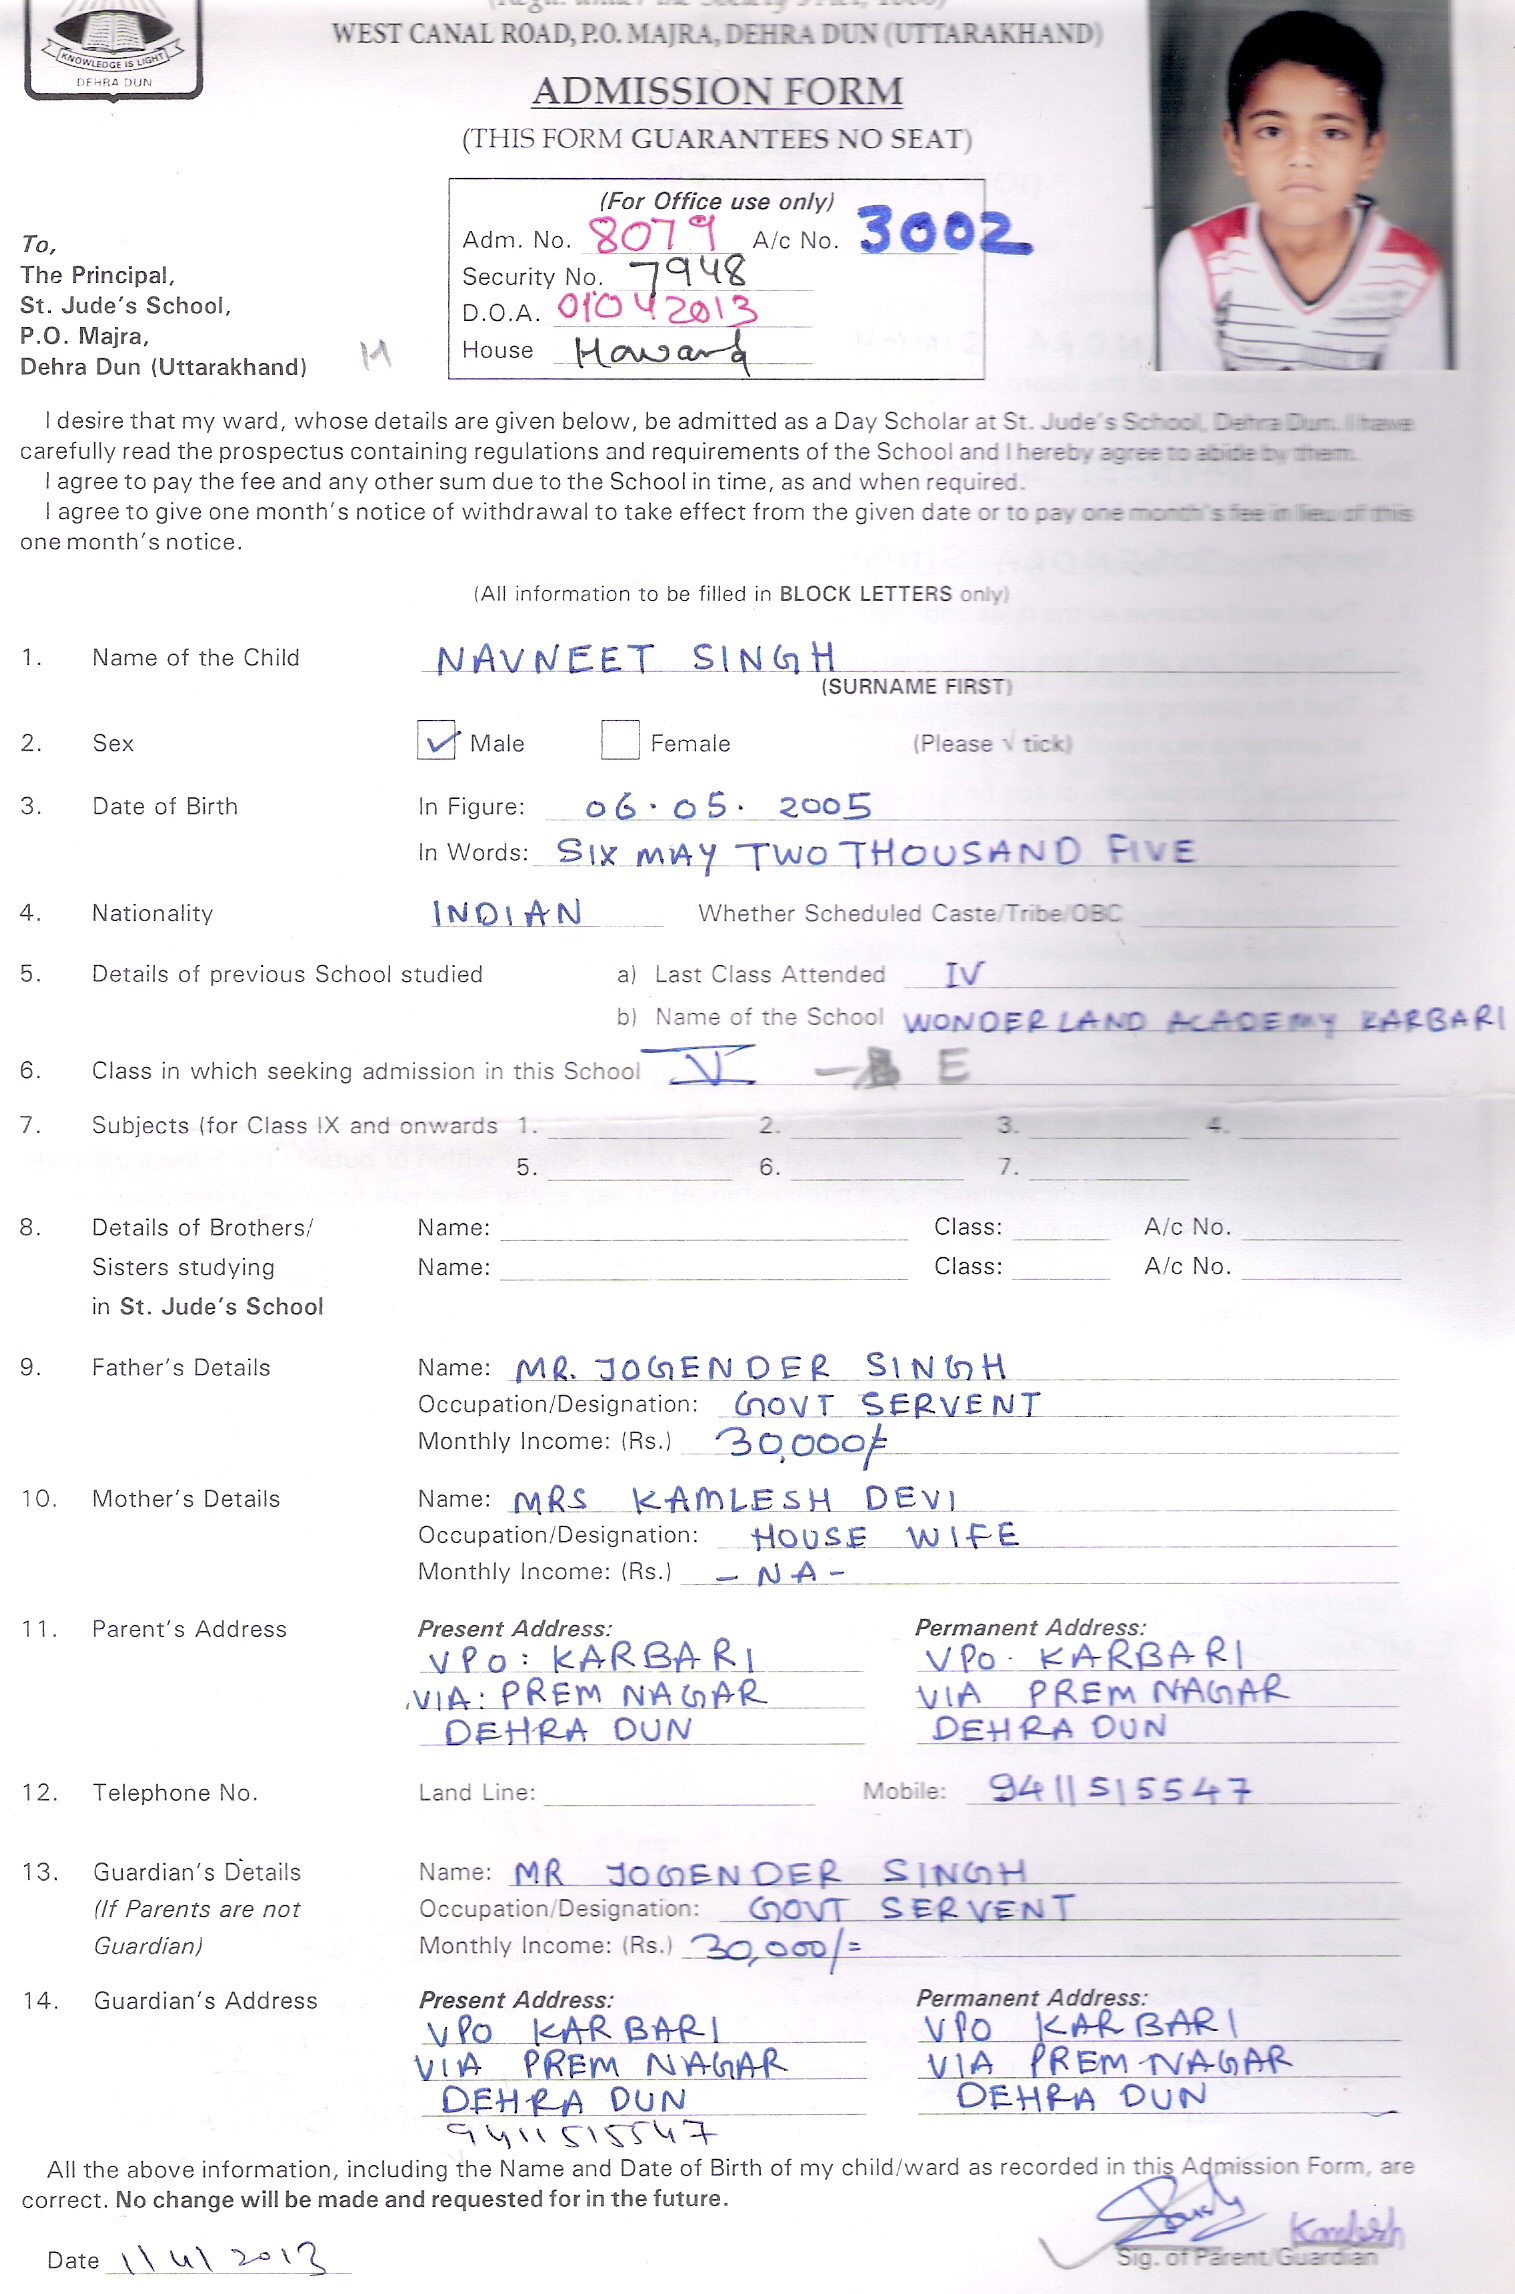 KNOWLEDGE IS LIGHT
DEHRA DUN
WEST CANAL ROAD, P.O. MAJRA, DEHRA DUN (UTTARAKHAND)
ADMISSION FORM
(THIS FORM GUARANTEES NO SEAT)
(For Office use only)
Adm. No. 8079 A/c No. 3002
Security No. 7948
D.O.A. 01042013
House Howard
To,
The Principal,
St. Jude's School,
P.O. Majra,
Dehra Dun (Uttarakhand) M
I desire that my ward, whose details are given below, be admitted as a Day Scholar at St. Jude's School, Dehra Dun. I have
carefully read the prospectus containing regulations and requirements of the School and I hereby agree to abide by them.
I agree to pay the fee and any other sum due to the School in time, as and when required.
I agree to give one month's notice of withdrawal to take effect from the given date or to pay one month's fee in lieu of this
one month's notice.
(All information to be filled in BLOCK LETTERS only)
1. Name of the Child NAVNEET SINGH
(SURNAME FIRST)
2. Sex Male Female (Please √ tick)
3. Date of Birth In Figure: 06.05.2005
In Words: SIX MAY TWO THOUSAND FIVE
4. Nationality INDIAN Whether Scheduled Caste/Tribe/OBC
5. Details of previous School studied a) Last Class Attended IV
b) Name of the School WONDERLAND ACADEMY KARBARI
6. Class in which seeking admission in this School V E
7. Subjects (for Class IX and onwards 1. 2. 3. 4.
5. 6. 7.
8. Details of Brothers/ Name: Class: A/c No.
Sisters studying Name: Class: A/c No.
in St. Jude's School
9. Father's Details Name: MR. JOGENDER SINGH
Occupation/Designation: GOVT SERVENT
Monthly Income: (Rs.) 30,000/=
10. Mother's Details Name: MRS KAMLESH DEVI
Occupation/Designation: HOUSE WIFE
Monthly Income: (Rs.) - NA -
11. Parent's Address Present Address: Permanent Address:
VPO: KARBARI VPO. KARBARI
VIA: PREM NAGAR VIA PREM NAGAR
DEHRA DUN DEHRA DUN
12. Telephone No. Land Line: Mobile: 9411515547
13. Guardian's Details Name: MR JOGENDER SINGH
(If Parents are not Occupation/Designation: GOVT SERVENT
Guardian) Monthly Income: (Rs.) 30,000/=
14. Guardian's Address Present Address: Permanent Address:
VPO KARBARI VPO KARBARI
VIA PREM NAGAR VIA PREM NAGAR
DEHRA DUN DEHRA DUN
9411515547
All the above information, including the Name and Date of Birth of my child/ward as recorded in this Admission Form, are
correct. No change will be made and requested for in the future.
Kamlesh
Date 11/4/2013 Sig. of Parent/Guardian